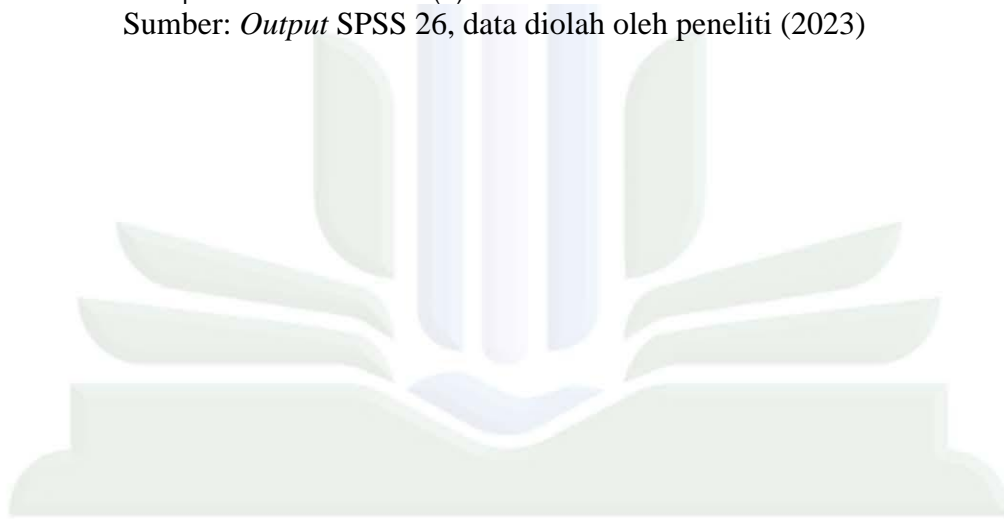 Sumber: Output SPSS 26, data diolah oleh peneliti (2023)